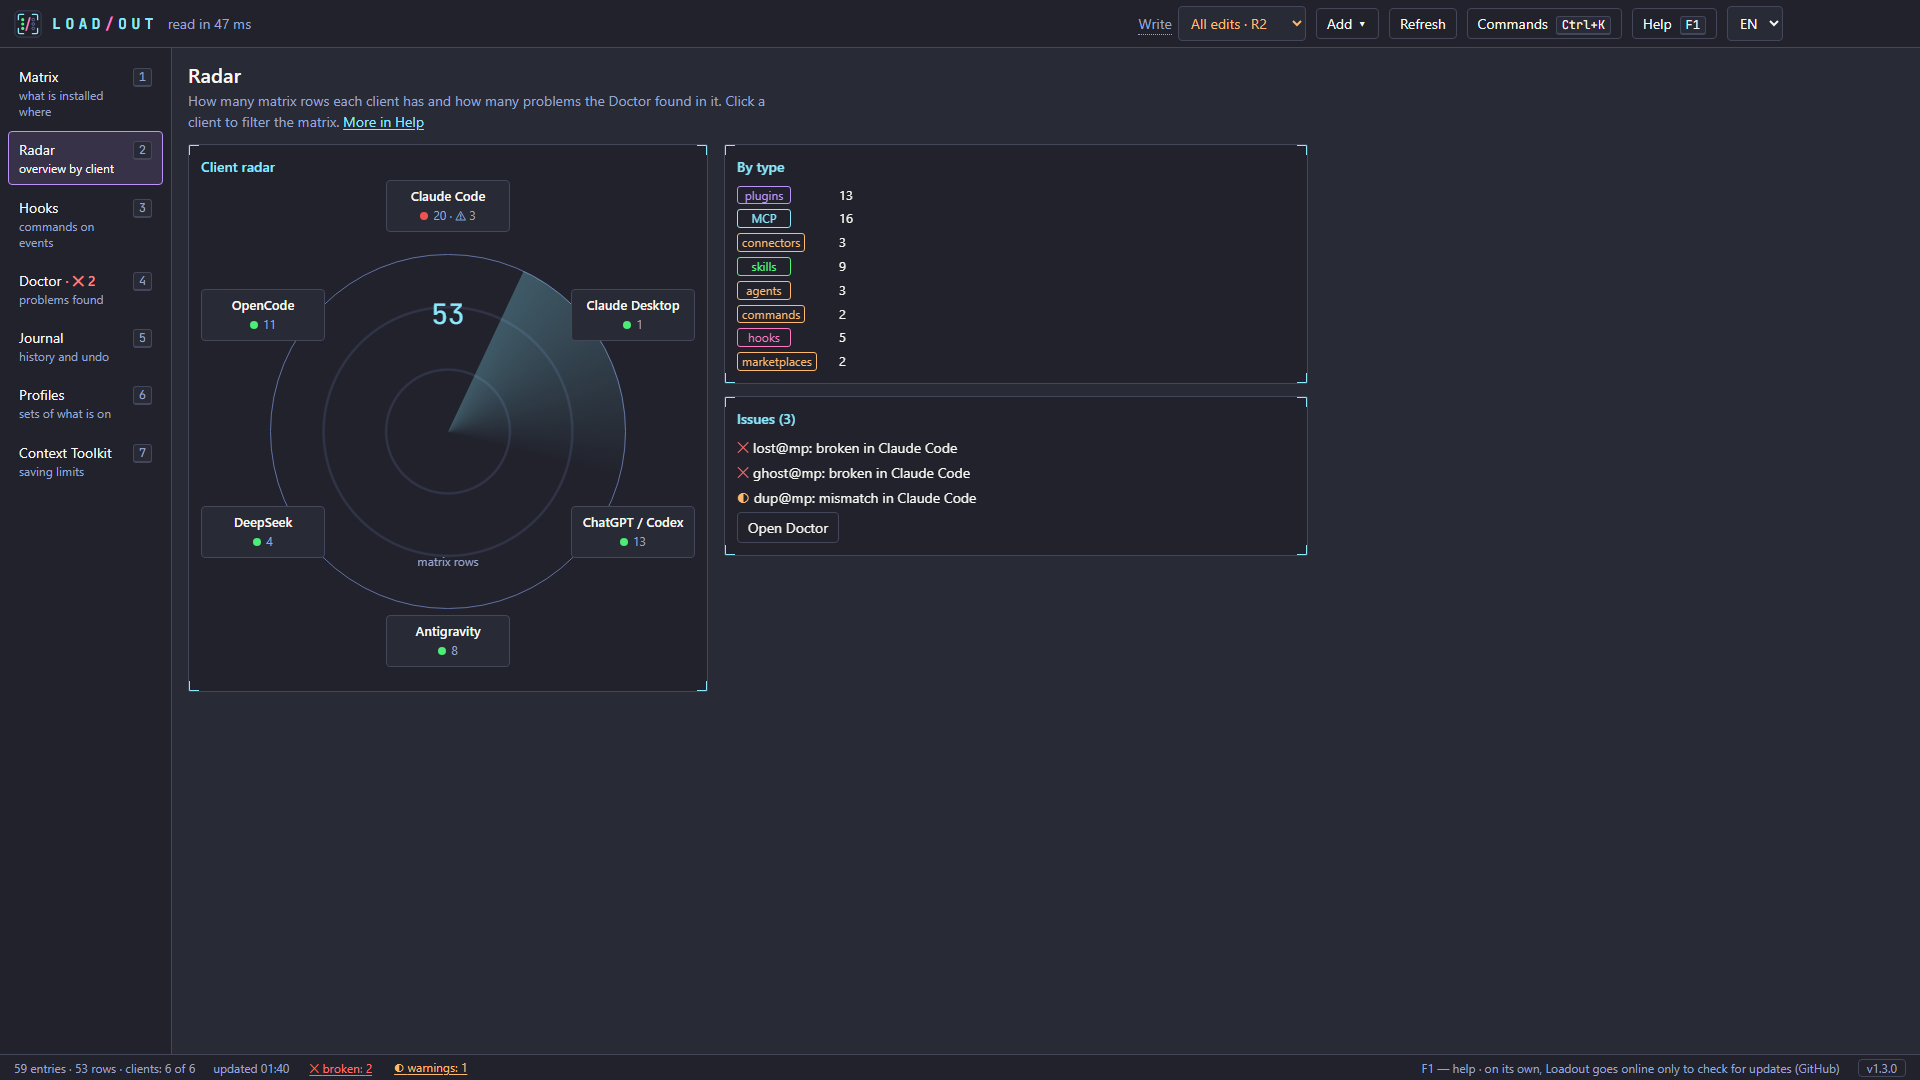 LOAD/OUT read in 47 ms
Write All edits · R2 Add ▾ Refresh Commands Ctrl+K Help F1 EN
Matrix 1
what is installed
where
Radar 2
overview by client
Hooks 3
commands on
events
Doctor · ✕ 2 4
problems found
Journal 5
history and undo
Profiles 6
sets of what is on
Context Toolkit 7
saving limits
Radar
How many matrix rows each client has and how many problems the Doctor found in it. Click a
client to filter the matrix. More in Help
Client radar
Claude Code
20 · ⚠ 3
OpenCode
11
53
Claude Desktop
1
DeepSeek
4
ChatGPT / Codex
13
matrix rows
Antigravity
8
By type
plugins 13
MCP 16
connectors 3
skills 9
agents 3
commands 2
hooks 5
marketplaces 2
Issues (3)
✕ lost@mp: broken in Claude Code
✕ ghost@mp: broken in Claude Code
◐ dup@mp: mismatch in Claude Code
Open Doctor
59 entries · 53 rows · clients: 6 of 6 updated 01:40 ✕ broken: 2 ◐ warnings: 1
F1 — help · on its own, Loadout goes online only to check for updates (GitHub) v1.3.0